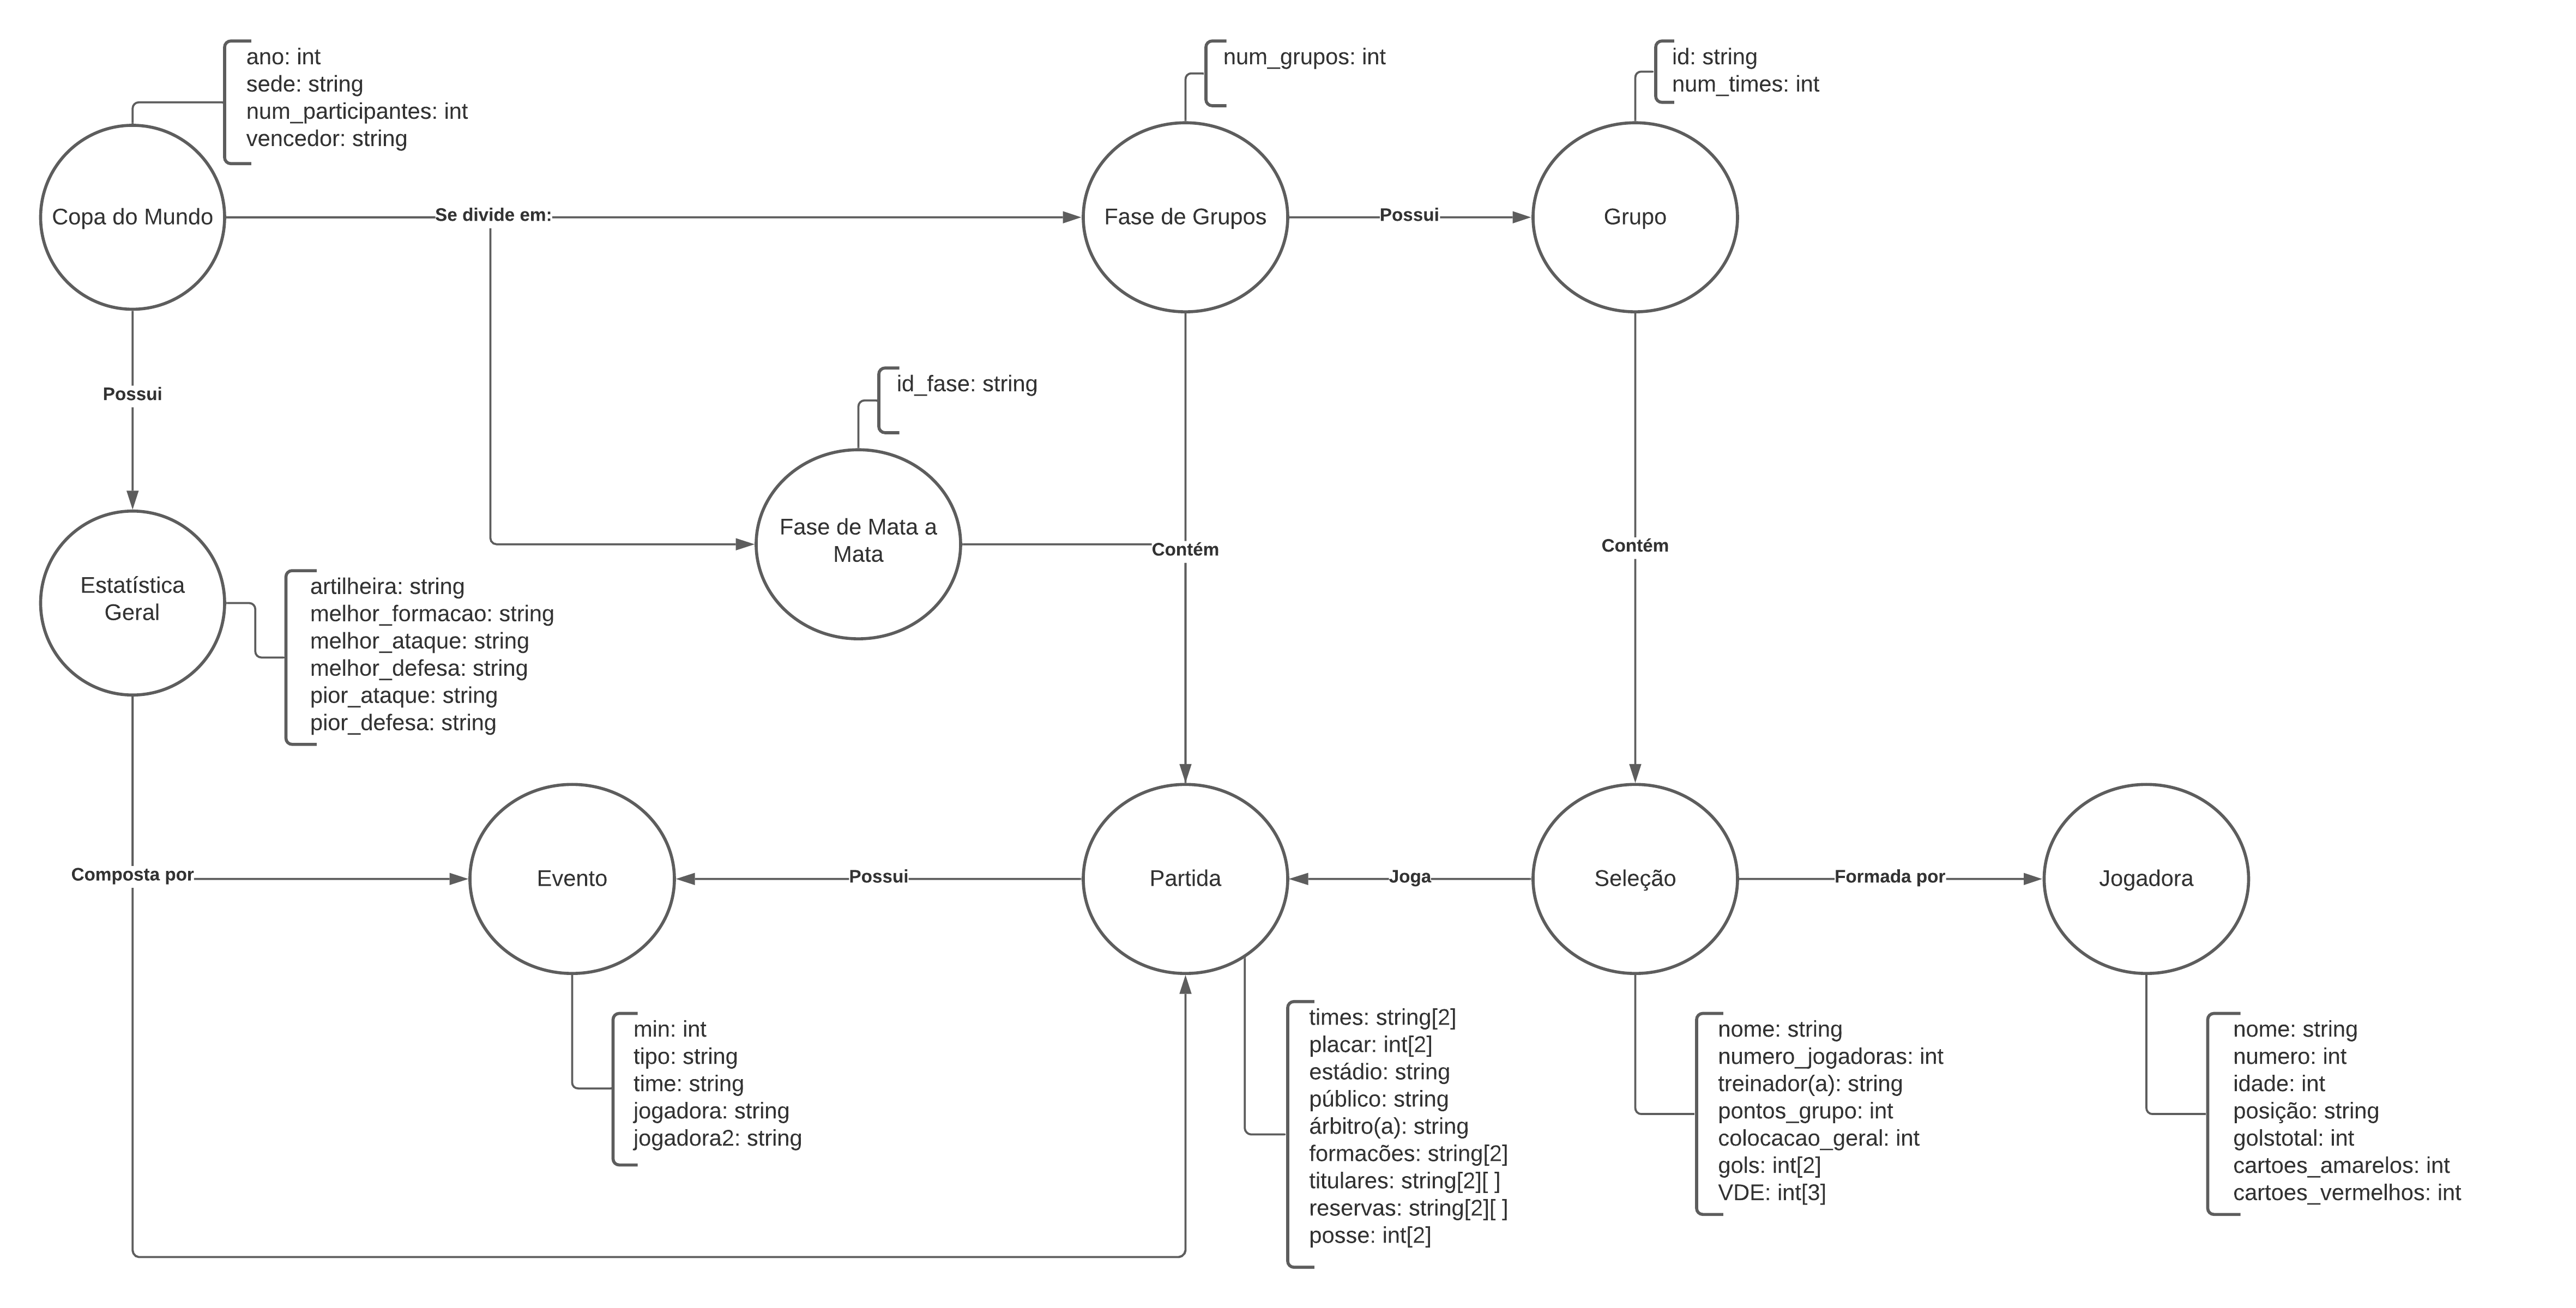 ano: int
sede: string
num_participantes: int
vencedor: string
num_grupos: int
id: string
num_times: int
Copa do Mundo
Se divide em:
Fase de Grupos
Possui
Grupo
Possui
id_fase: string
Fase de Mata a
Mata
Contém
Contém
Estatística
Geral
artilheira: string
melhor_formacao: string
melhor_ataque: string
melhor_defesa: string
pior_ataque: string
pior_defesa: string
Composta por
Evento
Possui
Partida
Joga
Seleção
Formada por
Jogadora
min: int
tipo: string
time: string
jogadora: string
jogadora2: string
times: string[2]
placar: int[2]
estádio: string
público: string
árbitro(a): string
formacões: string[2]
titulares: string[2][ ]
reservas: string[2][ ]
posse: int[2]
nome: string
numero_jogadoras: int
treinador(a): string
pontos_grupo: int
colocacao_geral: int
gols: int[2]
VDE: int[3]
nome: string
numero: int
idade: int
posição: string
golstotal: int
cartoes_amarelos: int
cartoes_vermelhos: int